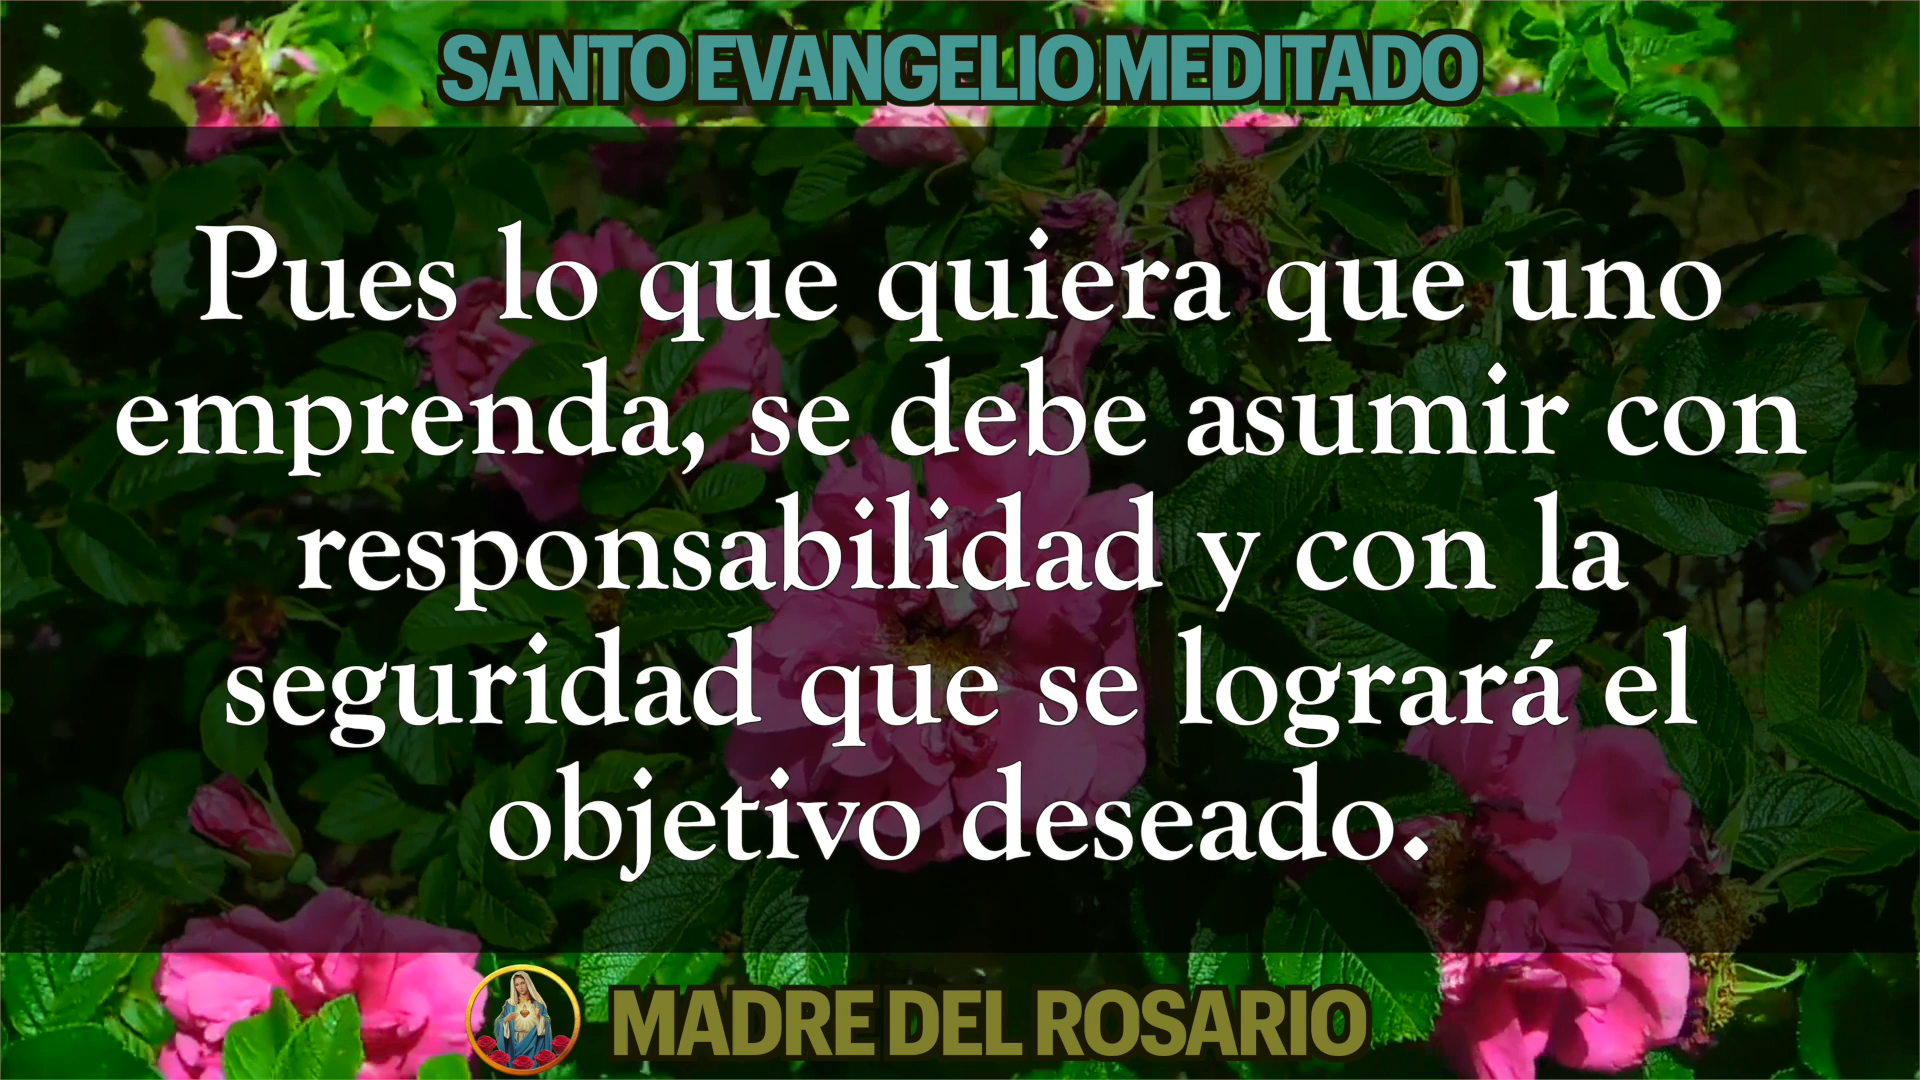 SANTO EVANGELIO MEDITADO
Pues lo que quiera que uno
emprenda, se debe asumir con
responsabilidad y con la
seguridad que se logrará el
objetivo deseado.
MADRE DEL ROSARIO